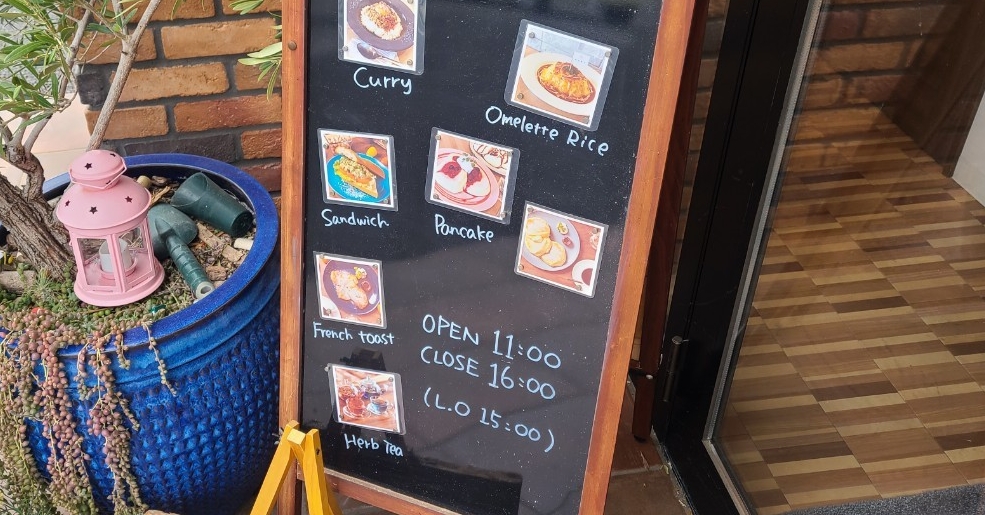 Curry
Omelette Rice
Sandwich
Pancake
French toast
Herb Tea
OPEN 11:00
CLOSE 16:00
(L.O 15:00)